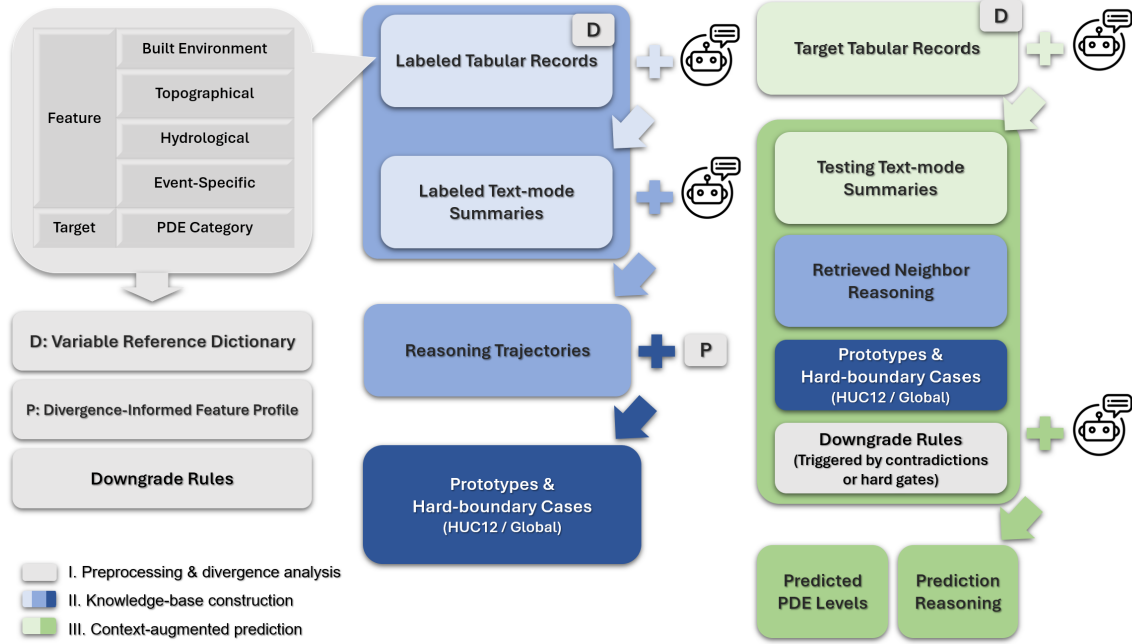 Feature
Built Environment
Topographical
Hydrological
Event-Specific
Target
PDE Category
D: Variable Reference Dictionary
P: Divergence-Informed Feature Profile
Downgrade Rules
I. Preprocessing & divergence analysis
II. Knowledge-base construction
III. Context-augmented prediction
D
Labeled Tabular Records
Labeled Text-mode
Summaries
Reasoning Trajectories
P
Prototypes &
Hard-boundary Cases
(HUC12 / Global)
D
Target Tabular Records
Testing Text-mode
Summaries
Retrieved Neighbor
Reasoning
Prototypes &
Hard-boundary Cases
(HUC12 / Global)
Downgrade Rules
(Triggered by contradictions
or hard gates)
Predicted
PDE Levels
Prediction
Reasoning